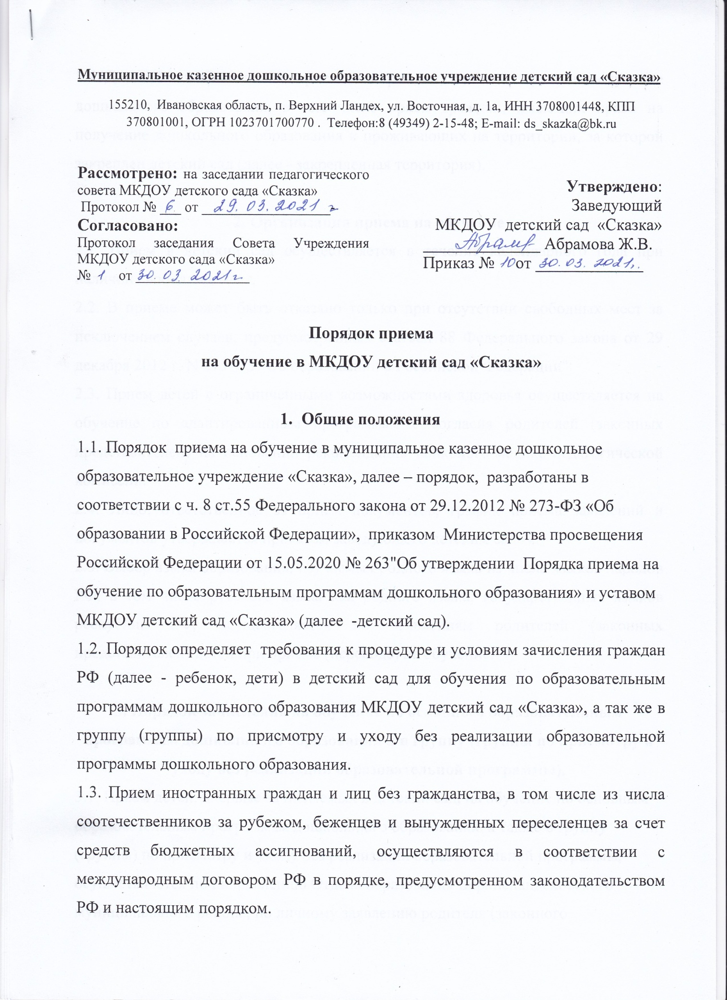 Муниципальное казенное дошкольное образовательное учреждение детский сад «Сказка»
155210, Ивановская область, п. Верхний Ландех, ул. Восточная, д. 1а, ИНН 3708001448, КПП
370801001, ОГРН 1023701700770 . Телефон:8 (49349) 2-15-48; E-mail: ds_skazka@bk.ru
Рассмотрено: на заседании педагогического
совета МКДОУ детского сада «Сказка»
Протокол № 6 от 29. 03. 2021 г
Согласовано:
Протокол заседания Совета Учреждения
МКДОУ детского сада «Сказка»
№ 1 от 30. 03. 2021 г
Утверждено:
Заведующий
МКДОУ детский сад «Сказка»
Абрамова Ж.В.
Приказ № 10 от 30. 03. 2021.
Порядок приема
на обучение в МКДОУ детский сад «Сказка»
1. Общие положения
1.1. Порядок приема на обучение в муниципальное казенное дошкольное
образовательное учреждение «Сказка», далее – порядок, разработаны в
соответствии с ч. 8 ст.55 Федерального закона от 29.12.2012 № 273-ФЗ «Об
образовании в Российской Федерации», приказом Министерства просвещения
Российской Федерации от 15.05.2020 № 263"Об утверждении Порядка приема на
обучение по образовательным программам дошкольного образования» и уставом
МКДОУ детский сад «Сказка» (далее -детский сад).
1.2. Порядок определяет требования к процедуре и условиям зачисления граждан
РФ (далее - ребенок, дети) в детский сад для обучения по образовательным
программам дошкольного образования МКДОУ детский сад «Сказка», а так же в
группу (группы) по присмотру и уходу без реализации образовательной
программы дошкольного образования.
1.3. Прием иностранных граждан и лиц без гражданства, в том числе из числа
соотечественников за рубежом, беженцев и вынужденных переселенцев за счет
средств бюджетных ассигнований, осуществляются в соответствии с
международным договором РФ в порядке, предусмотренном законодательством
РФ и настоящим порядком.